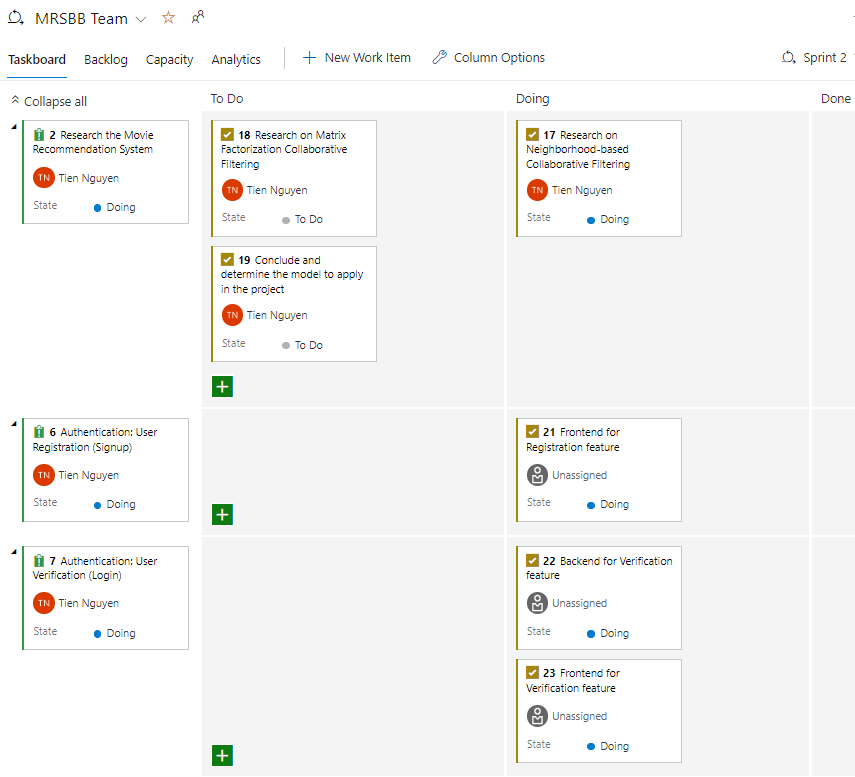 MRSBB Team
Taskboard Backlog Capacity Analytics New Work Item Column Options Sprint 2
Collapse all To Do Doing Done
2 Research the Movie
Recommendation System
TN Tien Nguyen
State Doing
18 Research on Matrix
Factorization Collaborative
Filtering
TN Tien Nguyen
State To Do
19 Conclude and
determine the model to apply
in the project
TN Tien Nguyen
State To Do
17 Research on
Neighborhood-based
Collaborative Filtering
TN Tien Nguyen
State Doing
6 Authentication: User
Registration (Signup)
TN Tien Nguyen
State Doing
21 Frontend for
Registration feature
Unassigned
State Doing
7 Authentication: User
Verification (Login)
TN Tien Nguyen
State Doing
22 Backend for Verification
feature
Unassigned
State Doing
23 Frontend for
Verification feature
Unassigned
State Doing